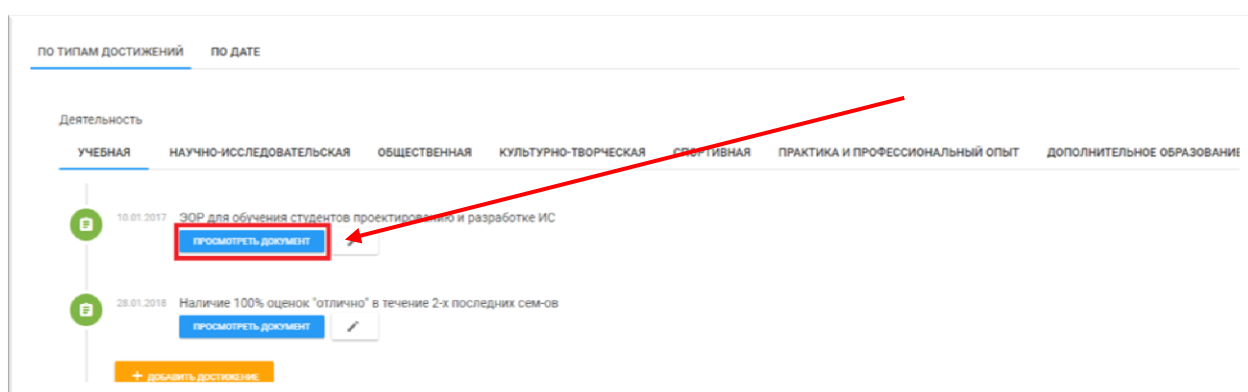 ПО ТИПАМ ДОСТИЖЕНИЙ ПО ДАТЕ
Деятельность
УЧЕБНАЯ НАУЧНО-ИССЛЕДОВАТЕЛЬСКАЯ ОБЩЕСТВЕННАЯ КУЛЬТУРНО-ТВОРЧЕСКАЯ СПОРТИВНАЯ ПРАКТИКА И ПРОФЕССИОНАЛЬНЫЙ ОПЫТ ДОПОЛНИТЕЛЬНОЕ ОБРАЗОВАНИЕ
10.01.2017 ЭОР для обучения студентов проектированию и разработке ИС
ПРОСМОТРЕТЬ ДОКУМЕНТ
28.01.2018 Наличие 100% оценок "отлично" в течение 2-х последних сем-ов
ПРОСМОТРЕТЬ ДОКУМЕНТ
+ ДОБАВИТЬ ДОСТИЖЕНИЕ